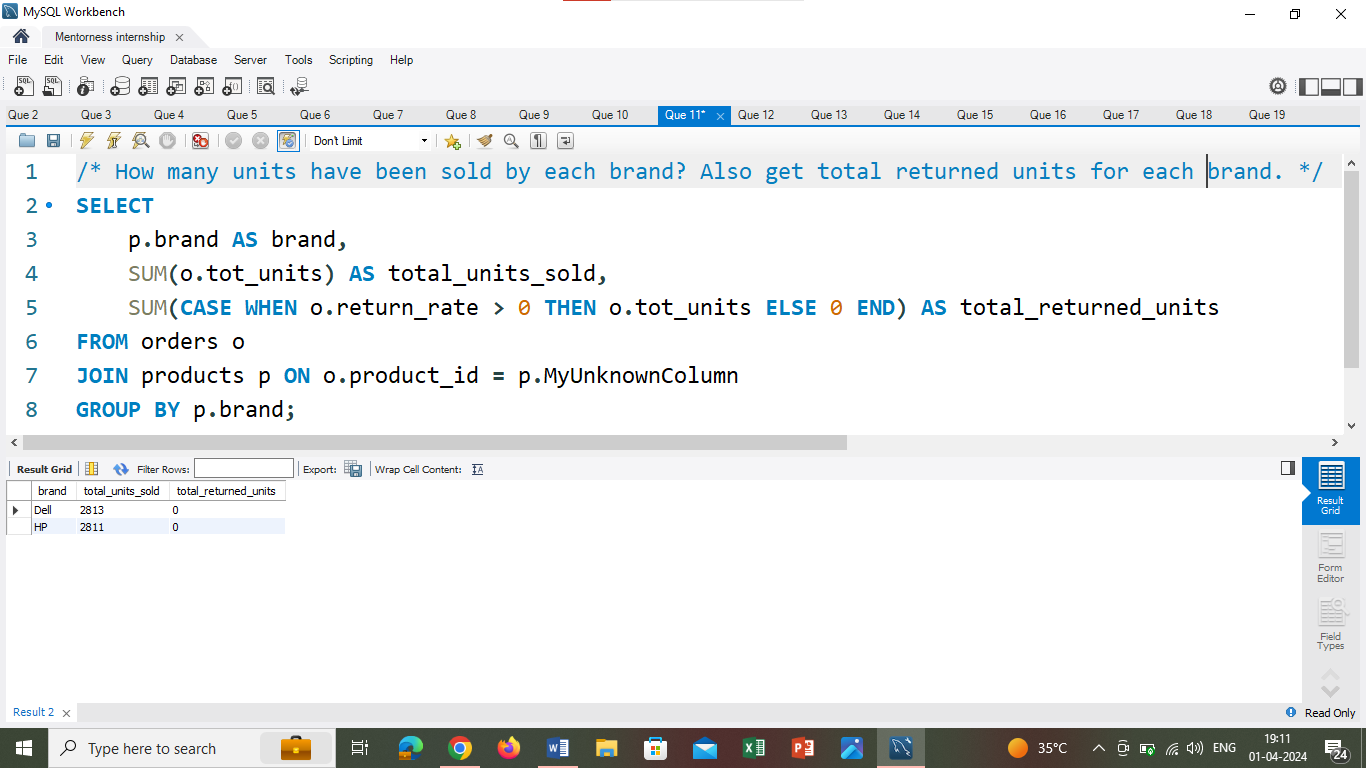 MySQL Workbench
Mentorness internship
File Edit View Query Database Server Tools Scripting Help
Que 2 Que 3 Que 4 Que 5 Que 6 Que 7 Que 8 Que 9 Que 10 Que 11* Que 12 Que 13 Que 14 Que 15 Que 16 Que 17 Que 18 Que 19
Don't Limit
1 /* How many units have been sold by each brand? Also get total returned units for each brand. */
2 SELECT
3 p.brand AS brand,
4 SUM(o.tot_units) AS total_units_sold,
5 SUM(CASE WHEN o.return_rate > 0 THEN o.tot_units ELSE 0 END) AS total_returned_units
6 FROM orders o
7 JOIN products p ON o.product_id = p.MyUnknownColumn
8 GROUP BY p.brand;
Result Grid Filter Rows: Export: Wrap Cell Content:
brand total_units_sold total_returned_units
Dell 2813 0
HP 2811 0
Result
Grid
Form
Editor
Field
Types
Result 2 Read Only
Type here to search 35°C ENG 19:11
01-04-2024 24